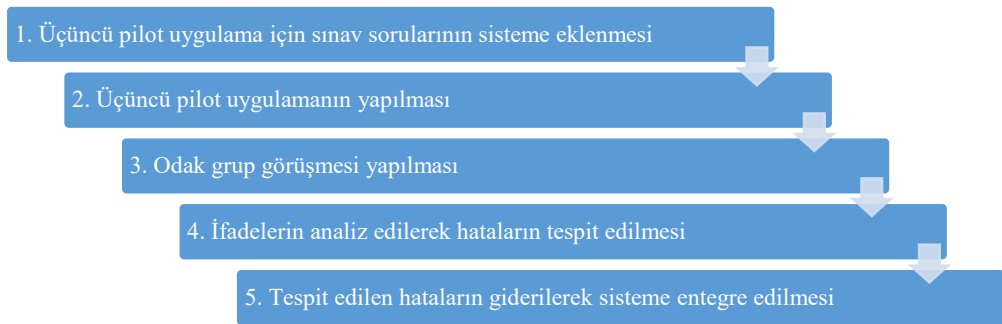 1. Üçüncü pilot uygulama için sınav sorularının sisteme eklenmesi
2. Üçüncü pilot uygulamanın yapılması
3. Odak grup görüşmesi yapılması
4. İfadelerin analiz edilerek hataların tespit edilmesi
5. Tespit edilen hataların giderilerek sisteme entegre edilmesi